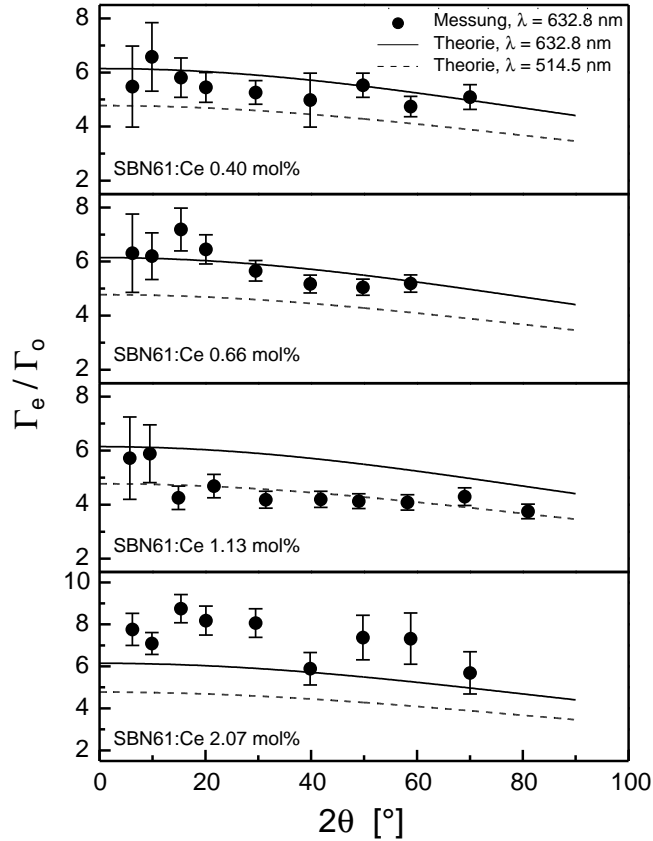 8
6
4
2
Messung, λ = 632.8 nm
Theorie, λ = 632.8 nm
Theorie, λ = 514.5 nm
SBN61:Ce 0.40 mol%
8
6
4
2
SBN61:Ce 0.66 mol%
Γe / Γo
8
6
4
2
SBN61:Ce 1.13 mol%
10
8
6
4
2
SBN61:Ce 2.07 mol%
0 20 40 60 80 100
2θ [°]